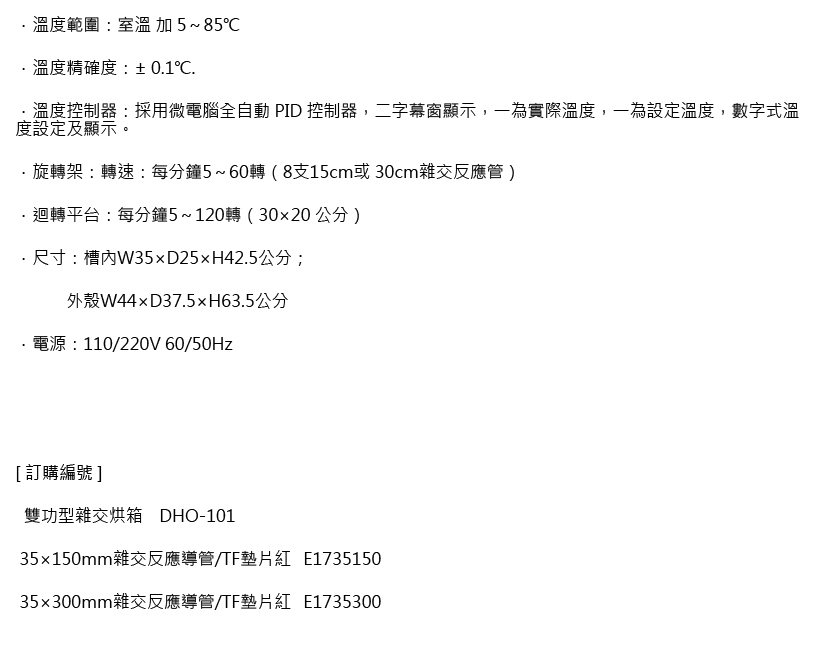 ．溫度範圍：室溫 加 5～85℃
．溫度精確度：± 0.1℃.
．溫度控制器：採用微電腦全自動 PID 控制器，二字幕窗顯示，一為實際溫度，一為設定溫度，數字式溫
度設定及顯示。
．旋轉架：轉速：每分鐘5～60轉（8支15cm或 30cm雜交反應管）
．迴轉平台：每分鐘5～120轉（30×20 公分）
．尺寸：槽內W35×D25×H42.5公分；
外殼W44×D37.5×H63.5公分
．電源：110/220V 60/50Hz
[ 訂購編號 ]
雙功型雜交烘箱　DHO-101
35×150mm雜交反應導管/TF墊片紅　E1735150
35×300mm雜交反應導管/TF墊片紅　E1735300